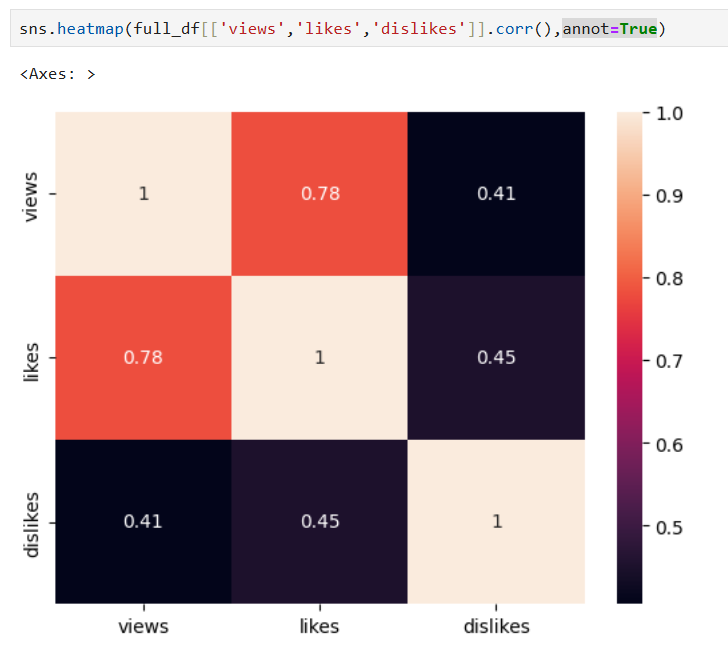 sns.heatmap(full_df[['views','likes','dislikes']].corr(),annot=True)
<Axes: >
1.0
views 1 0.78 0.41
0.9
0.8
likes 0.78 1 0.45
0.7
0.6
dislikes 0.41 0.45 1
0.5
views likes dislikes